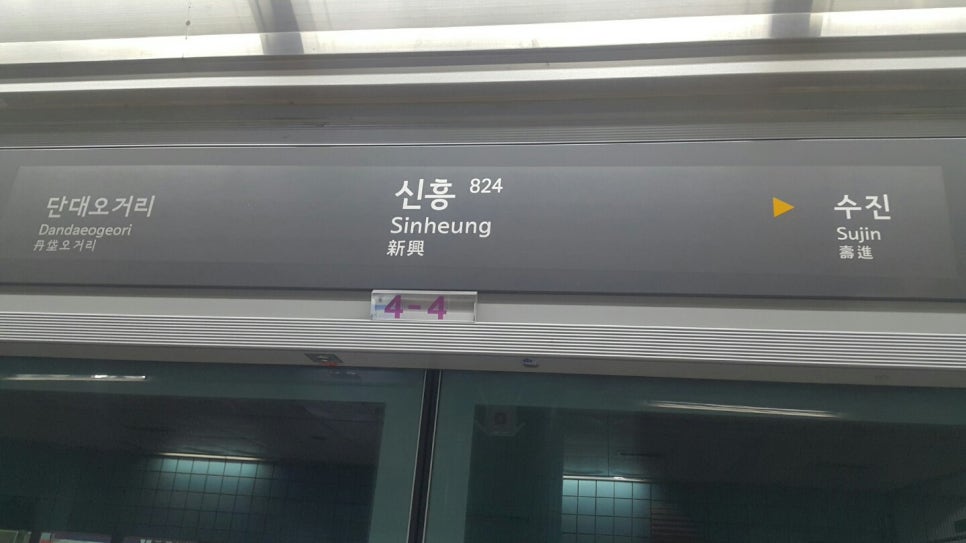 단대오거리
Dandaeogeori
丹垈오거리
신흥 824
Sinheung
新興
수진
Sujin
壽進
4-4